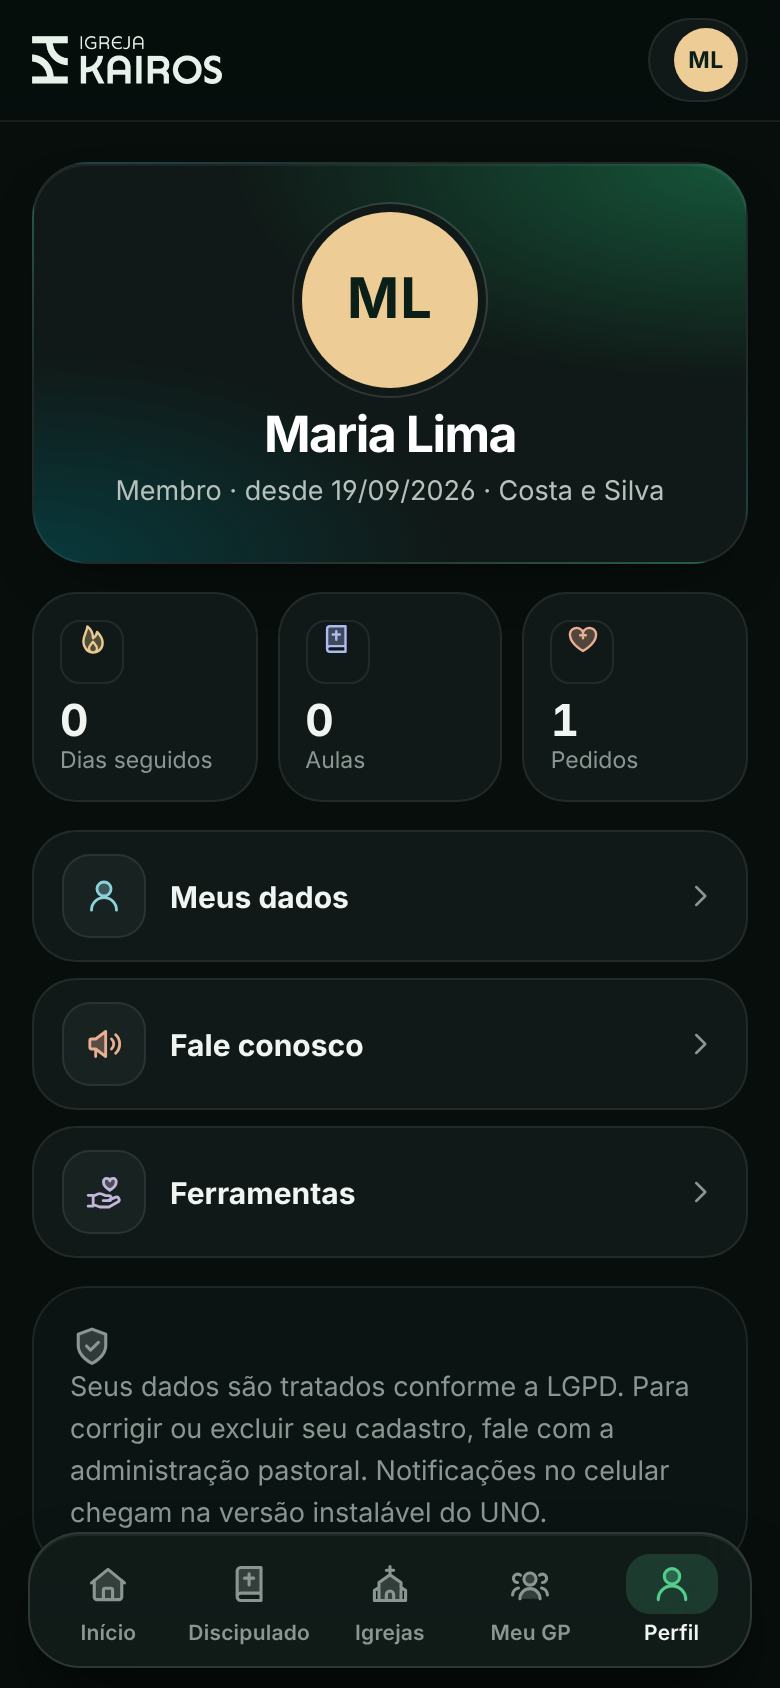 IGREJA
KAIROS
ML
ML
Maria Lima
Membro · desde 19/09/2026 · Costa e Silva
0
Dias seguidos
0
Aulas
1
Pedidos
Meus dados
Fale conosco
Ferramentas
Seus dados são tratados conforme a LGPD. Para
corrigir ou excluir seu cadastro, fale com a
administração pastoral. Notificações no celular
chegam na versão instalável do UNO.
Início
Discipulado
Igrejas
Meu GP
Perfil